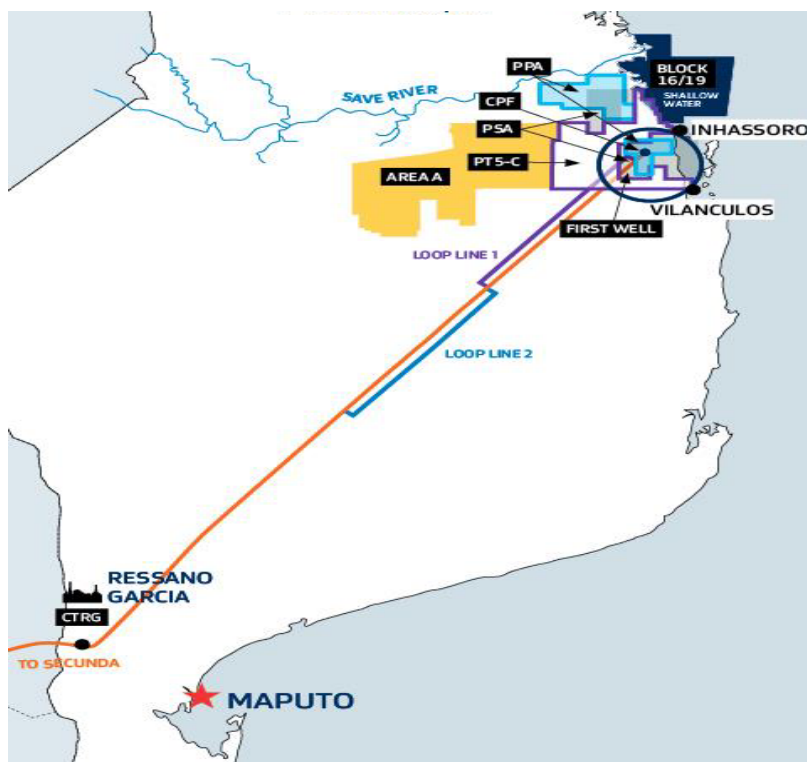 PPA
BLOCK
16/19
SHALLOW
WATER
SAVE RIVER
CPF
PSA
INHASSORO
PT5-C
AREA A
VILANCULOS
FIRST WELL
LOOP LINE 1
LOOP LINE 2
RESSANO
GARCIA
CTRG
TO SECUNDA
MAPUTO